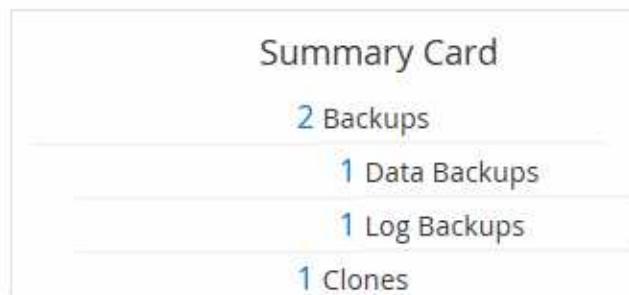 Summary Card
2 Backups
1 Data Backups
1 Log Backups
1 Clones